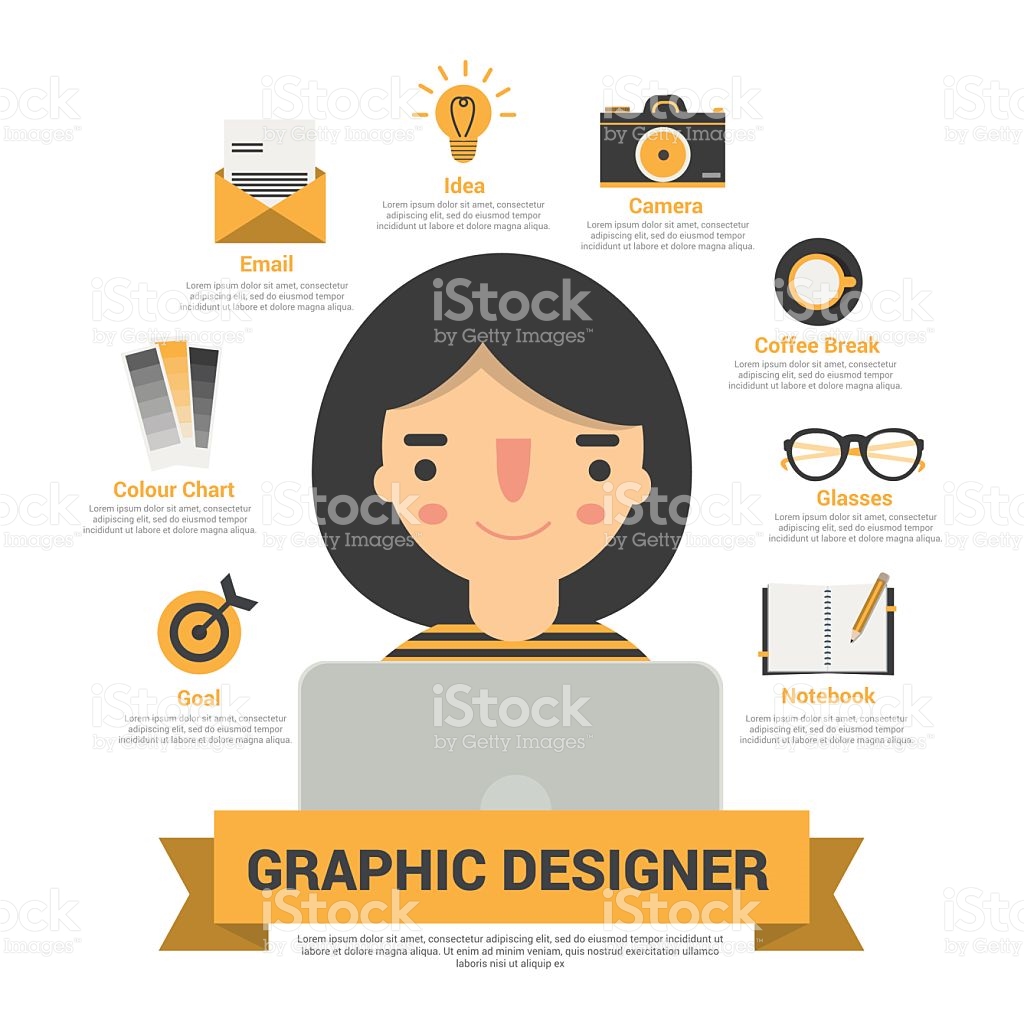 Idea
Lorem ipsum dolor sit amet, consectetur
adipiscing elit, sed do eiusmod tempor
incididunt ut labore et dolore magna aliqua.
Camera
Lorem ipsum dolor sit amet, consectetur
adipiscing elit, sed do eiusmod tempor
incididunt ut labore et dolore magna aliqua.
Email
Lorem ipsum dolor sit amet, consectetur
adipiscing elit, sed do eiusmod tempor
incididunt ut labore et dolore magna aliqua.
Coffee Break
Lorem ipsum dolor sit amet, consectetur
adipiscing elit, sed do eiusmod tempor
incididunt ut labore et dolore magna aliqua.
Colour Chart
Lorem ipsum dolor sit amet, consectetur
adipiscing elit, sed do eiusmod tempor
incididunt ut labore et dolore magna aliqua.
Glasses
Lorem ipsum dolor sit amet, consectetur
adipiscing elit, sed do eiusmod tempor
incididunt ut labore et dolore magna aliqua.
Goal
Lorem ipsum dolor sit amet, consectetur
adipiscing elit, sed do eiusmod tempor
incididunt ut labore et dolore magna aliqua.
Notebook
Lorem ipsum dolor sit amet, consectetur
adipiscing elit, sed do eiusmod tempor
incididunt ut labore et dolore magna aliqua.
GRAPHIC DESIGNER
Lorem ipsum dolor sit amet, consectetur adipiscing elit, sed do eiusmod tempor incididunt ut labore et
dolore magna aliqua. Ut enim ad minim veniam, quis nostrud exercitation ullamco
laboris nisi ut aliquip ex
iStock
by Getty Images™